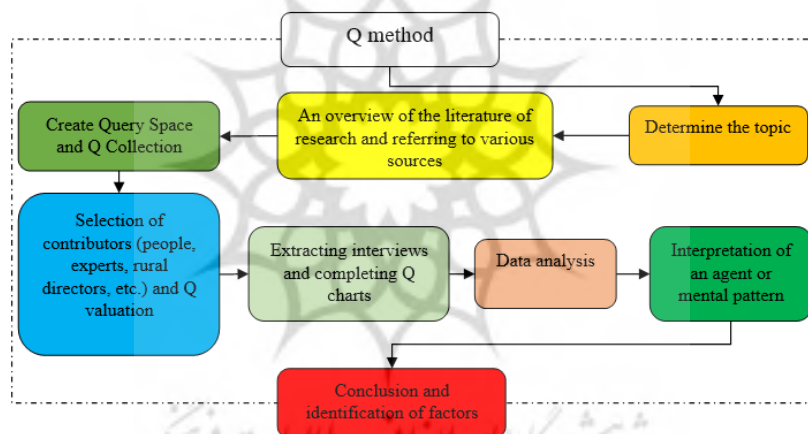 Q method
Determine the topic
An overview of the literature of
research and referring to various
sources
Create Query Space
and Q Collection
Selection of
contributors (people,
experts, rural
directors, etc.) and Q
valuation
Extracting interviews
and completing Q
charts
Data analysis
Interpretation of
an agent or
mental pattern
Conclusion and
identification of factors